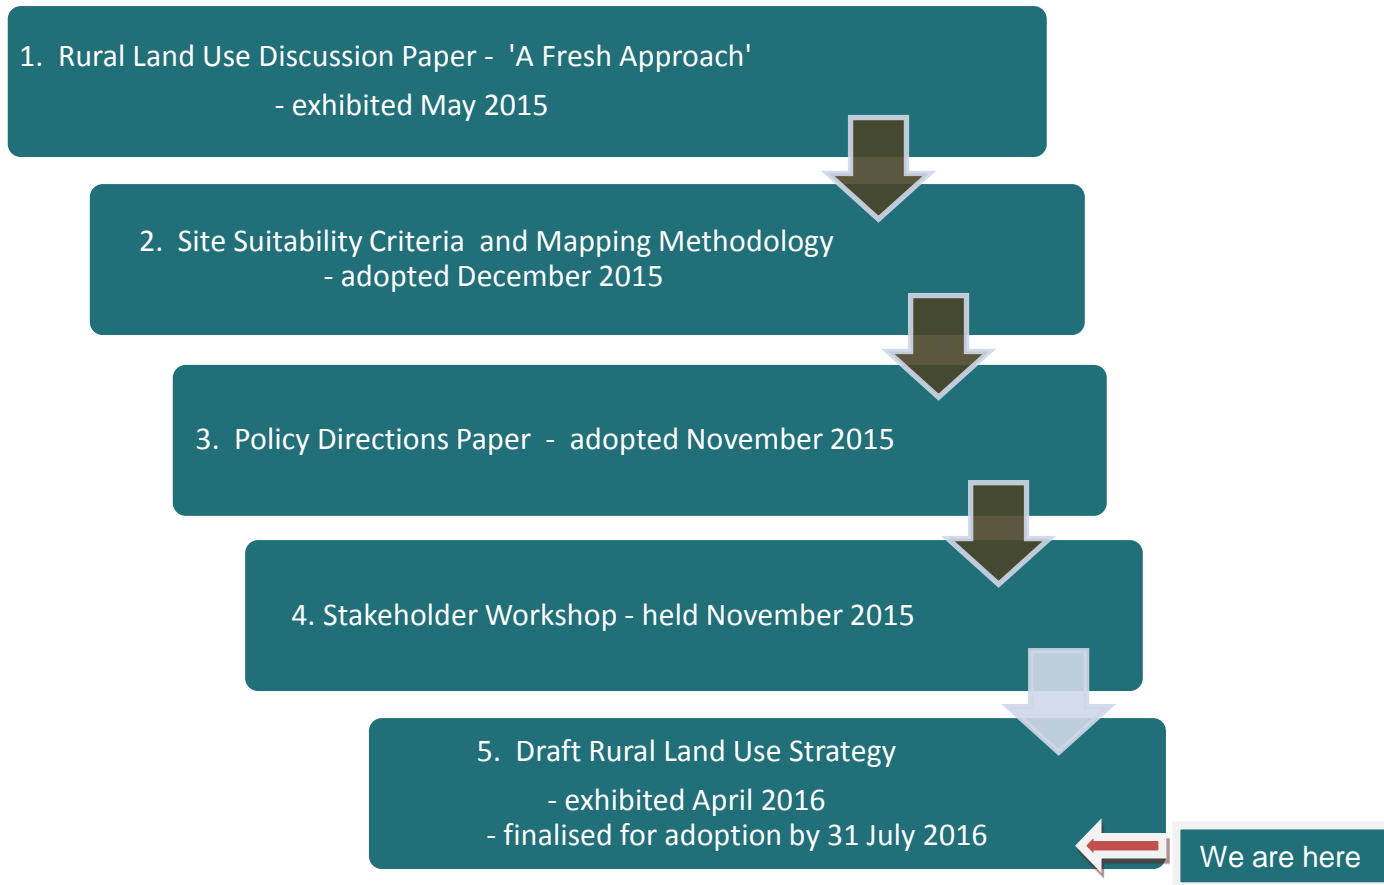 1. Rural Land Use Discussion Paper - 'A Fresh Approach'
- exhibited May 2015
2. Site Suitability Criteria and Mapping Methodology
- adopted December 2015
3. Policy Directions Paper - adopted November 2015
4. Stakeholder Workshop - held November 2015
5. Draft Rural Land Use Strategy
- exhibited April 2016
- finalised for adoption by 31 July 2016
We are here